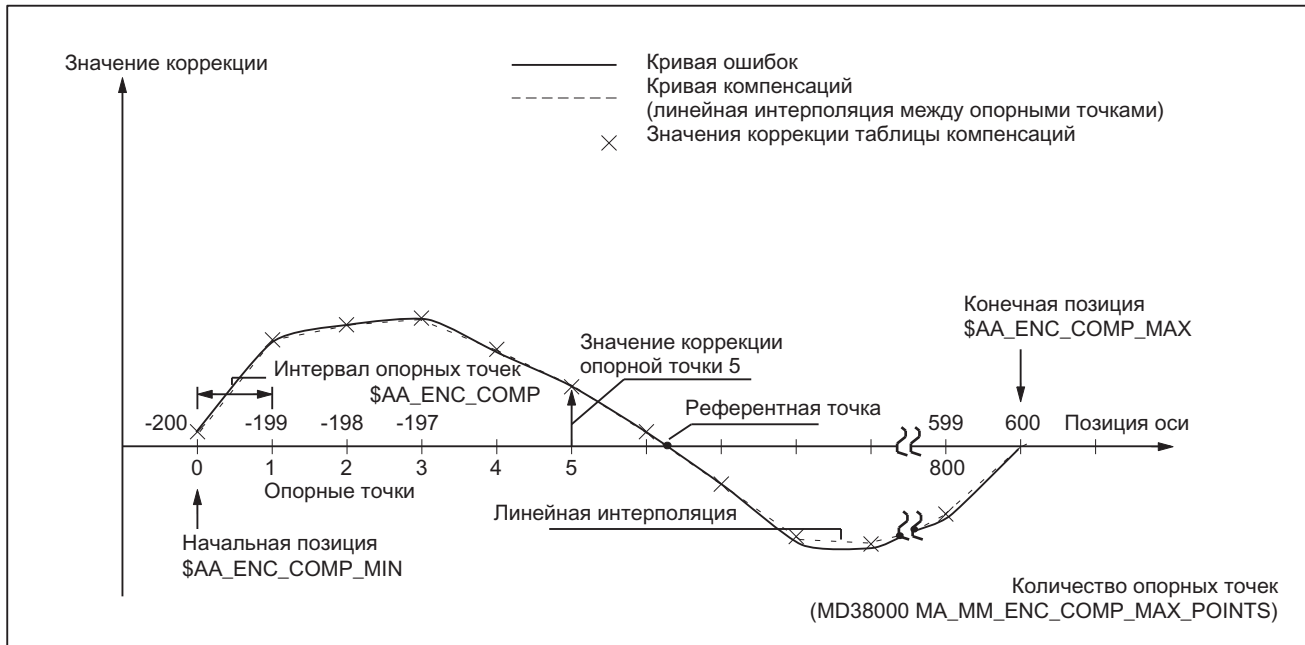 Значение коррекции
Кривая ошибок
Кривая компенсаций
(линейная интерполяция между опорными точками)
Значения коррекции таблицы компенсаций
Конечная позиция
$AA_ENC_COMP_MAX
Значение коррекции
опорной точки 5
Интервал опорных точек
$AA_ENC_COMP
Референтная точка
-200 -199 -198 -197 599 600 Позиция оси
0 1 2 3 4 5 800
Опорные точки
Линейная интерполяция
Начальная позиция
$AA_ENC_COMP_MIN
Количество опорных точек
(MD38000 MA_MM_ENC_COMP_MAX_POINTS)